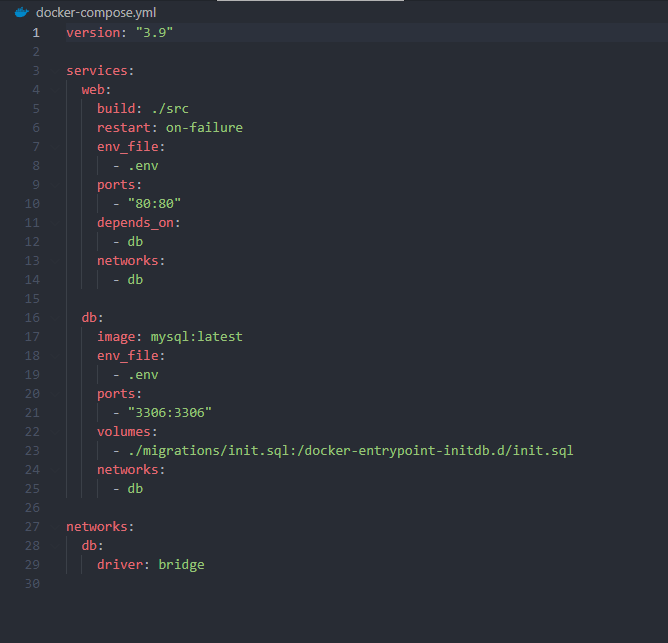 docker-compose.yml
1 version: "3.9"
2
3 services:
4   web:
5     build: ./src
6     restart: on-failure
7     env_file:
8       - .env
9     ports:
10       - "80:80"
11     depends_on:
12       - db
13     networks:
14       - db
15
16   db:
17     image: mysql:latest
18     env_file:
19       - .env
20     ports:
21       - "3306:3306"
22     volumes:
23       - ./migrations/init.sql:/docker-entrypoint-initdb.d/init.sql
24     networks:
25       - db
26
27 networks:
28   db:
29     driver: bridge
30